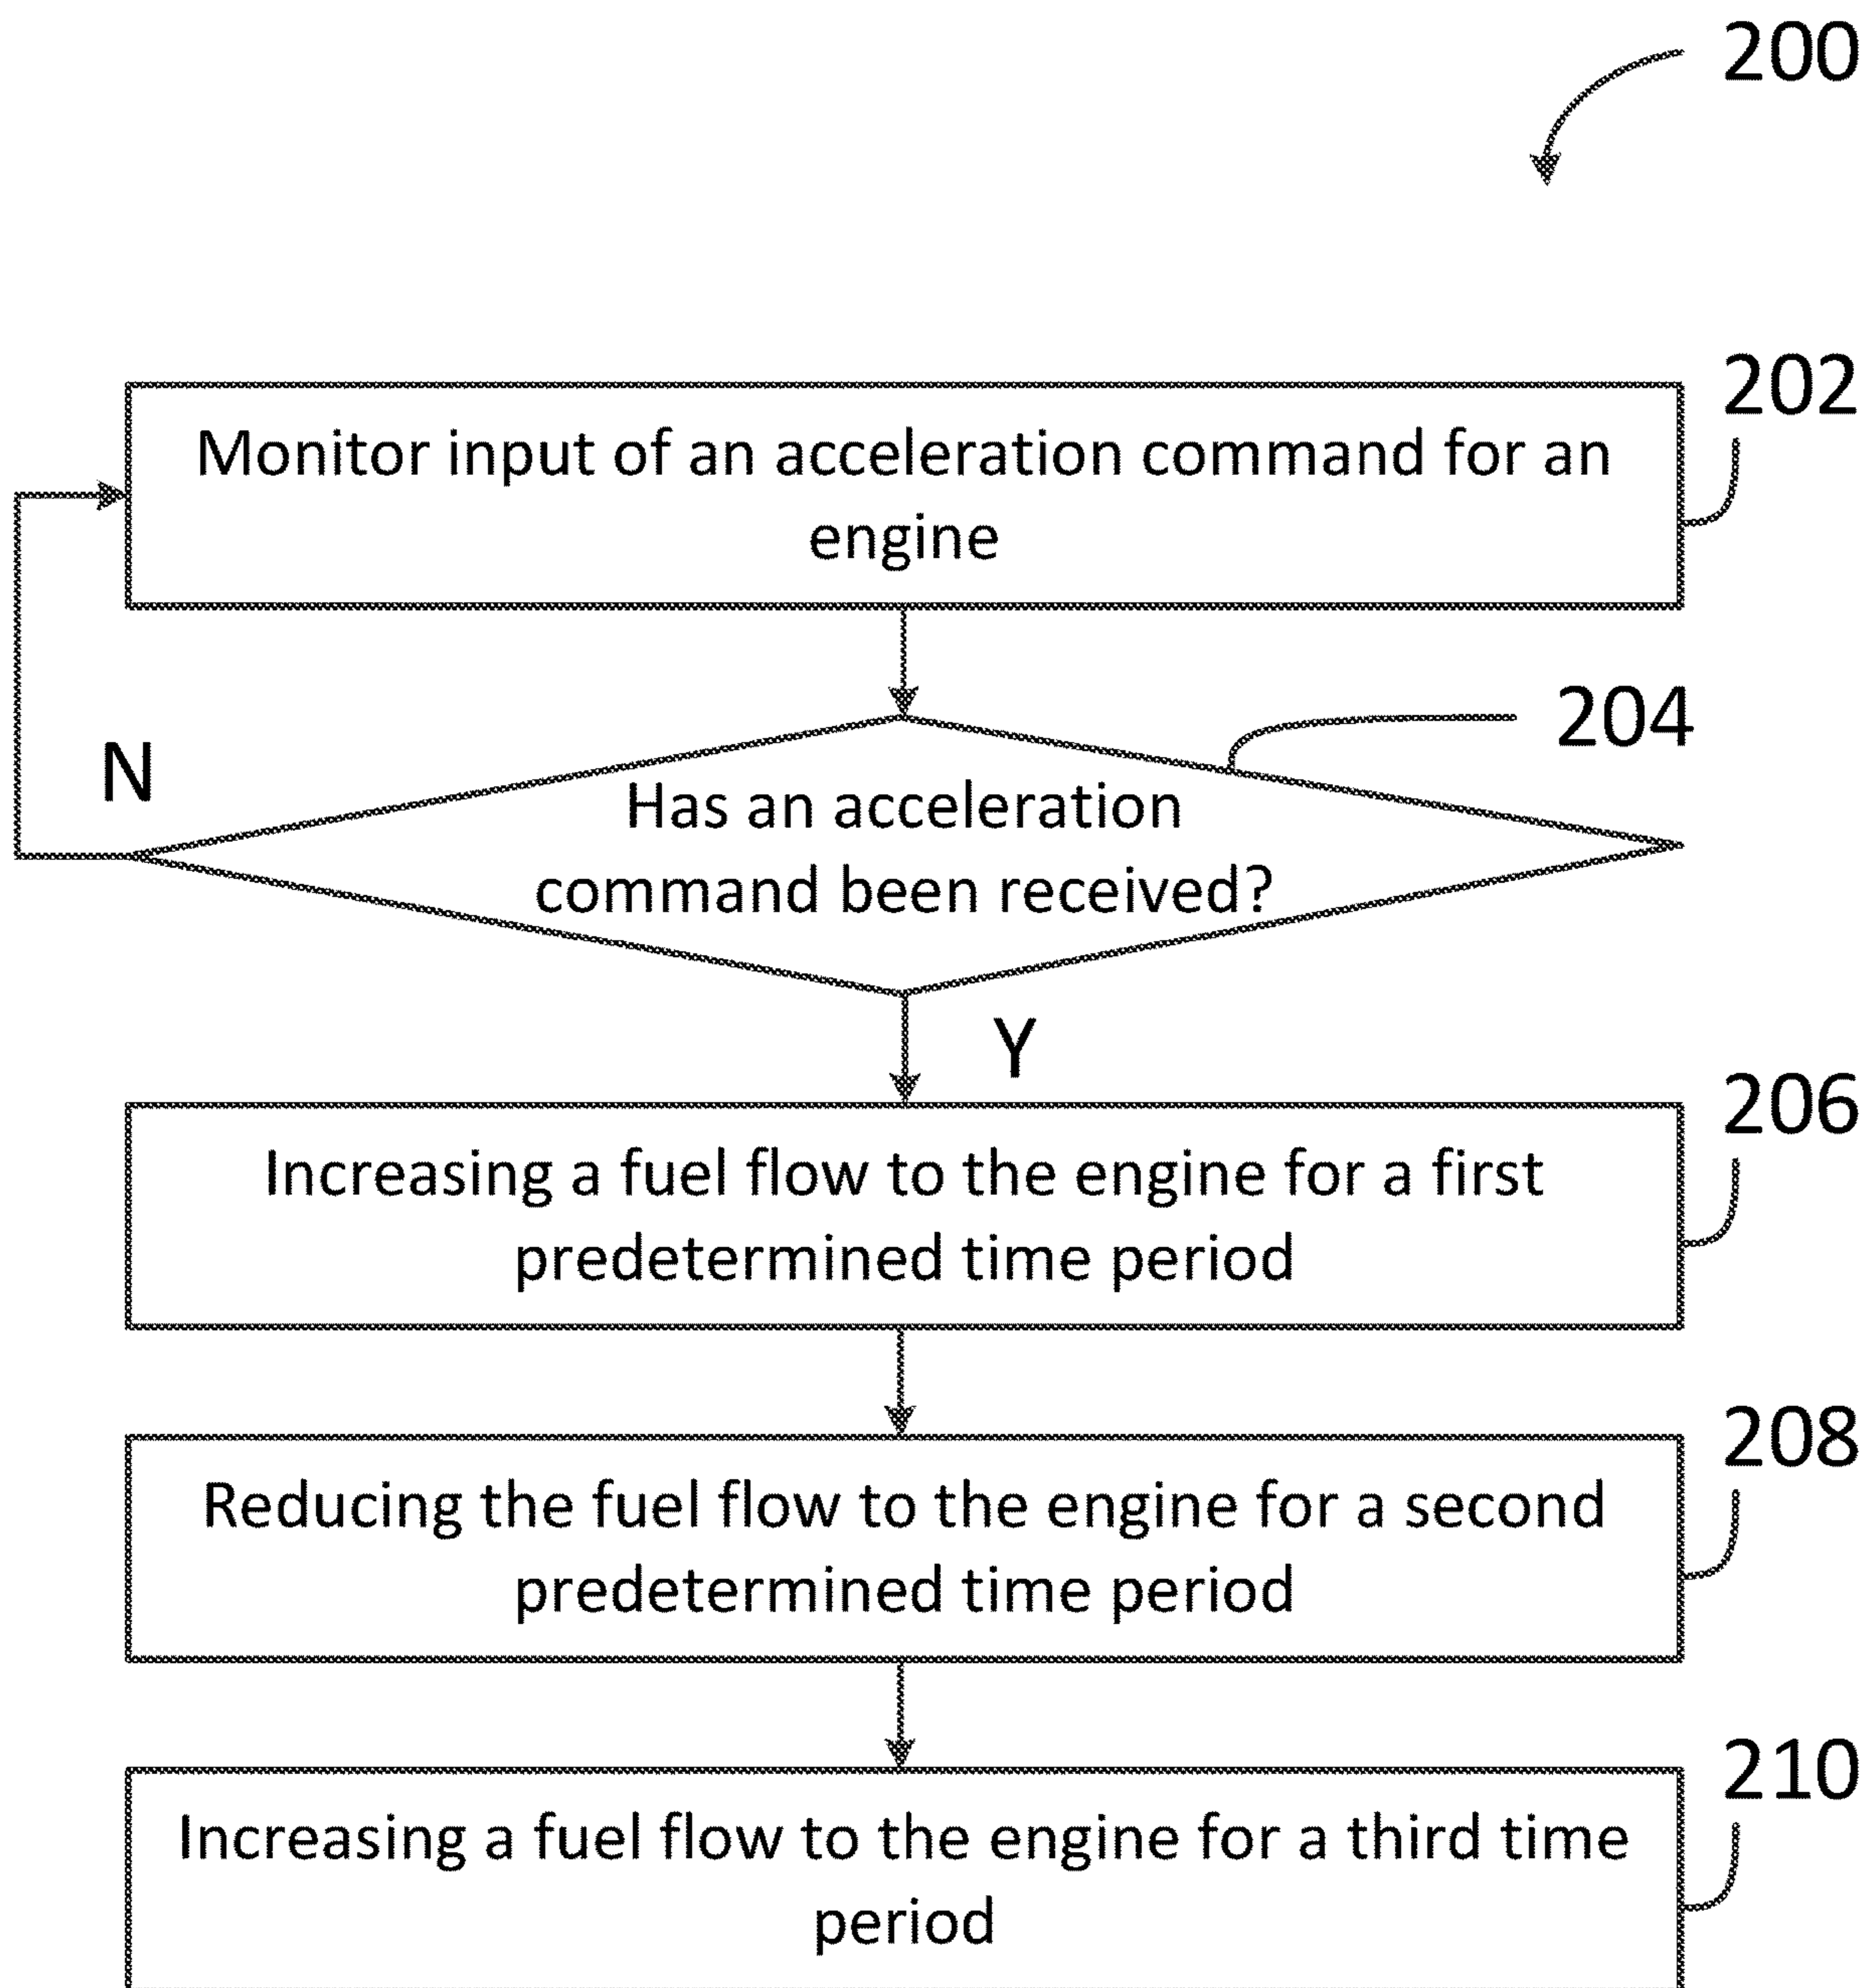 200
202
Monitor input of an acceleration command for an
engine
204
N
Has an acceleration
command been received?
Y
206
Increasing a fuel flow to the engine for a first
predetermined time period
208
Reducing the fuel flow to the engine for a second
predetermined time period
210
Increasing a fuel flow to the engine for a third time
period